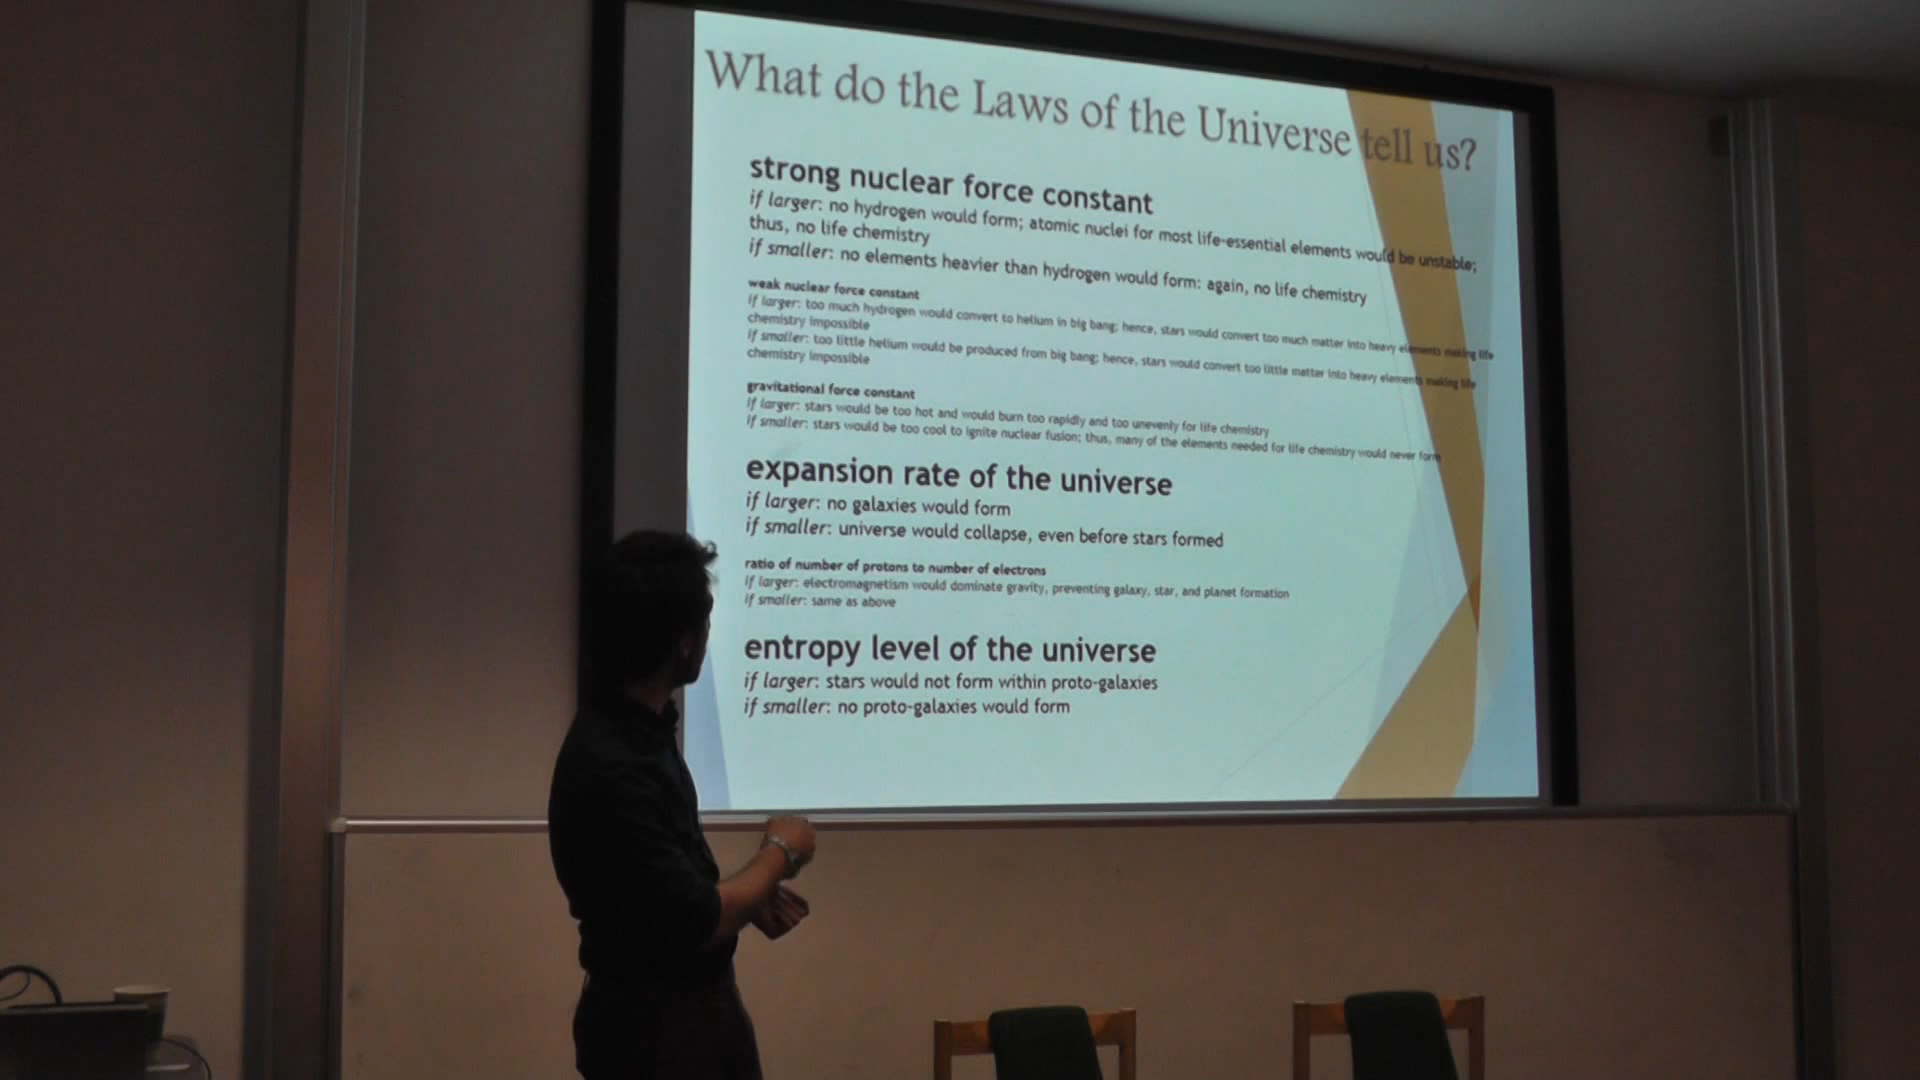 What do the Laws of the Universe tell us?
strong nuclear force constant
if larger: no hydrogen would form; atomic nuclei for most life-essential elements would be unstable;
thus, no life chemistry
if smaller: no elements heavier than hydrogen would form: again, no life chemistry
weak nuclear force constant
if larger: too much hydrogen would convert to helium in big bang; hence, stars would convert too much matter into heavy elements making life
chemistry impossible
if smaller: too little helium would be produced from big bang; hence, stars would convert too little matter into heavy elements making life
chemistry impossible
gravitational force constant
if larger: stars would be too hot and would burn too rapidly and too unevenly for life chemistry
if smaller: stars would be too cool to ignite nuclear fusion; thus, many of the elements needed for life chemistry would never form
expansion rate of the universe
if larger: no galaxies would form
if smaller: universe would collapse, even before stars formed
ratio of number of protons to number of electrons
if larger: electromagnetism would dominate gravity, preventing galaxy, star, and planet formation
if smaller: same as above
entropy level of the universe
if larger: stars would not form within proto-galaxies
if smaller: no proto-galaxies would form